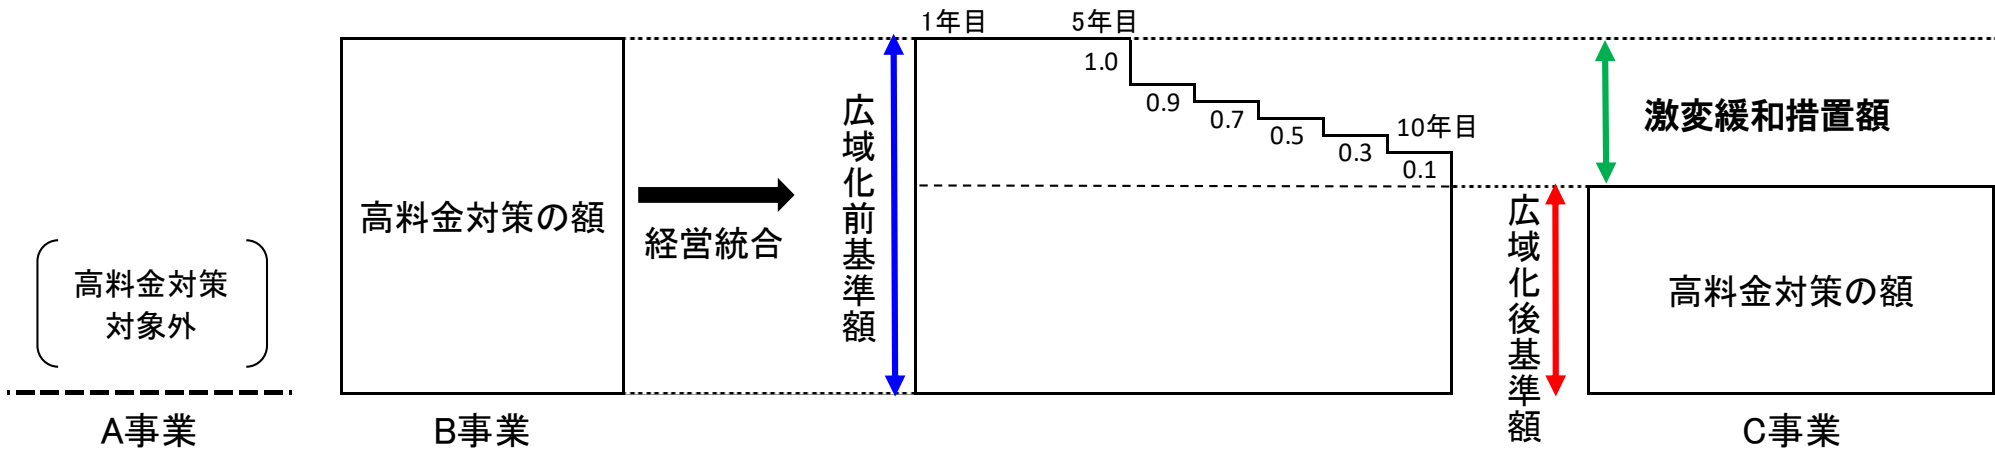 高料金対策
対象外
A事業
高料金対策の額
B事業
経営統合
広域化前基準額
1年目
5年目
1.0
0.9
0.7
0.5
0.3
10年目
0.1
激変緩和措置額
広域化後基準額
高料金対策の額
C事業